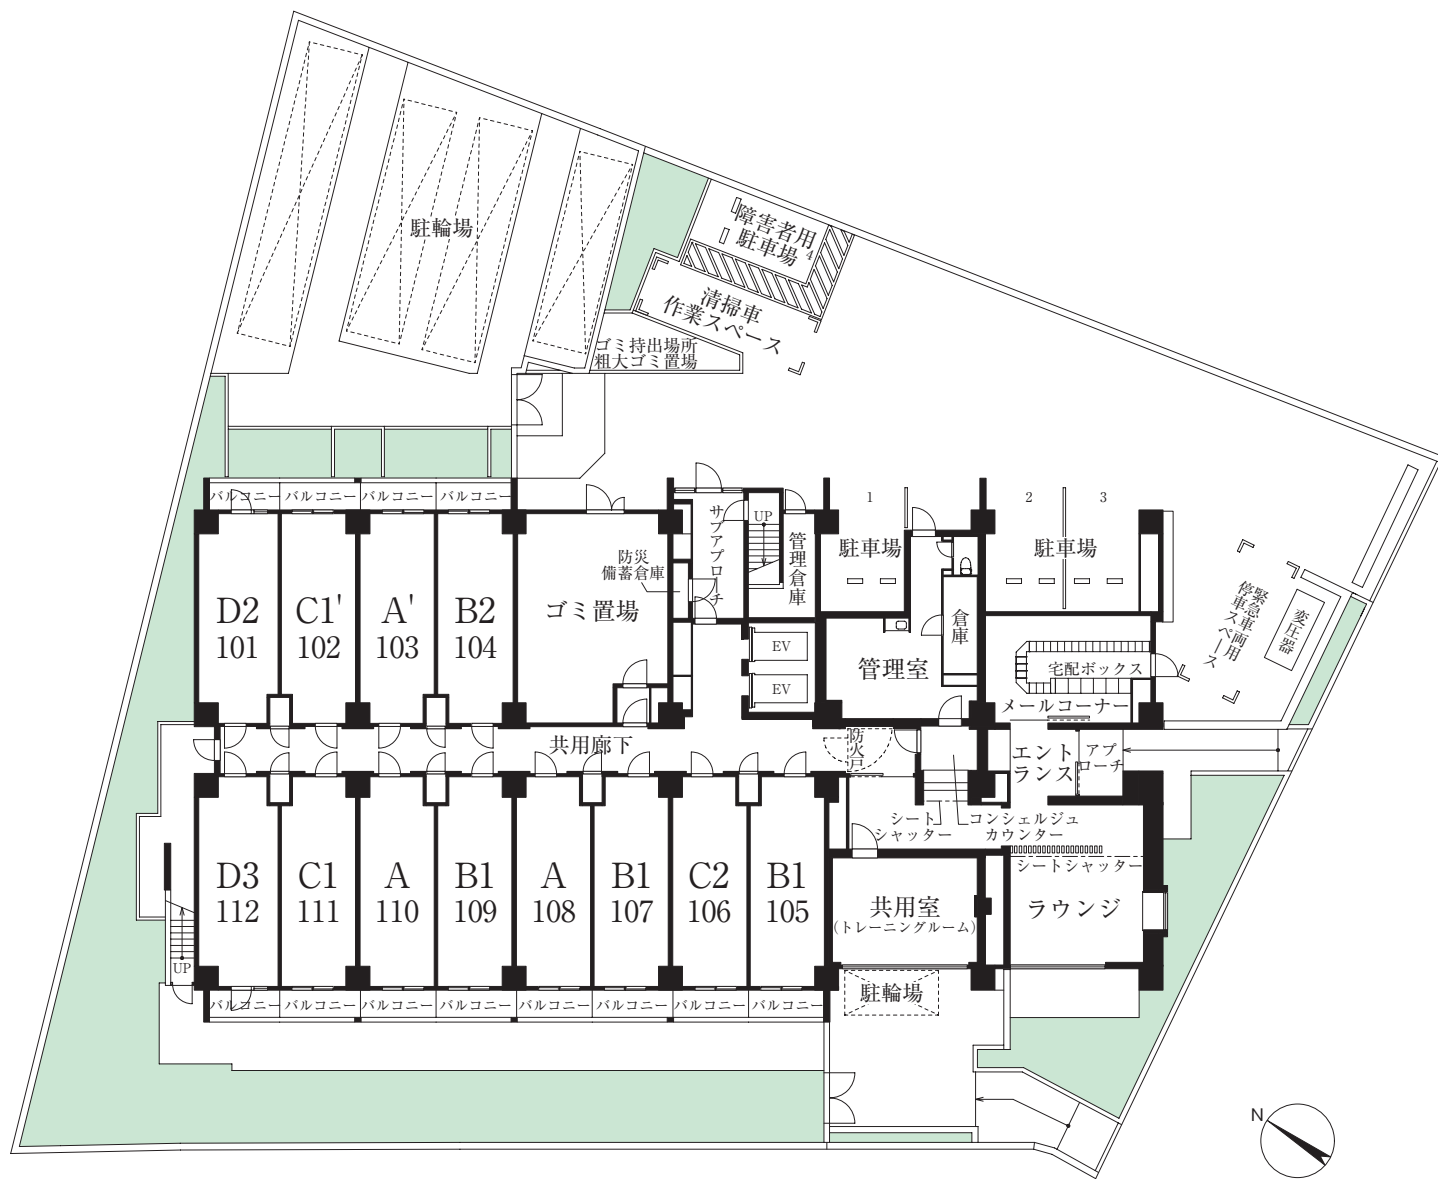 駐輪場
障害者用
駐車場
4
清掃車
作業スペース
ゴミ持出場所
粗大ゴミ置場
バルコニー
バルコニー
バルコニー
バルコニー
D2
101
C1'
102
A'
103
B2
104
ゴミ置場
防災
備蓄倉庫
サブアプローチ
UP
管理倉庫
1
駐車場
2
3
駐車場
EV
EV
管理室
倉庫
宅配ボックス
メールコーナー
緊急車両用
停車スペース
変圧器
共用廊下
防火戸
エント
ランス
アプ
ローチ
シート
シャッター
コンシェルジュ
カウンター
シートシャッター
D3
112
C1
111
A
110
B1
109
A
108
B1
107
C2
106
B1
105
共用室
(トレーニングルーム)
ラウンジ
UP
バルコニー
バルコニー
バルコニー
バルコニー
バルコニー
バルコニー
バルコニー
バルコニー
駐輪場
N